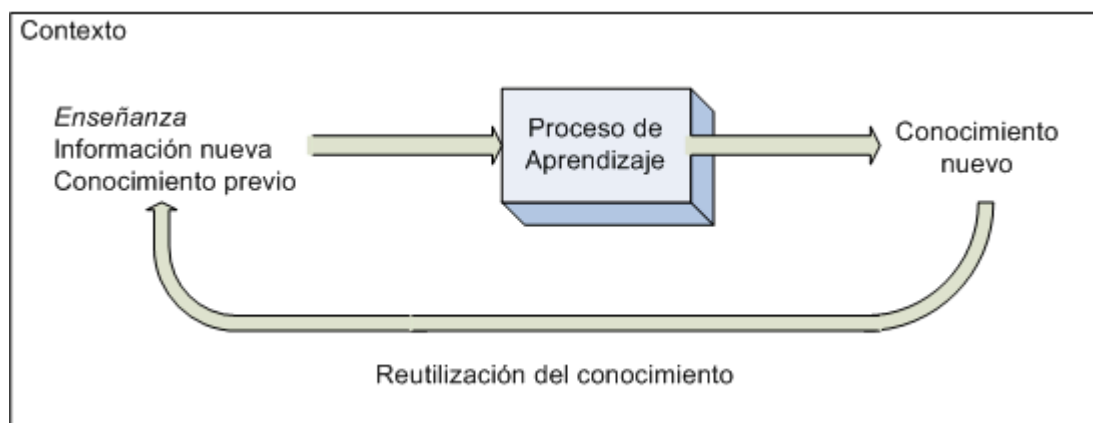 Contexto
Enseñanza
Información nueva
Conocimiento previo
Proceso de
Aprendizaje
Conocimiento
nuevo
Reutilización del conocimiento